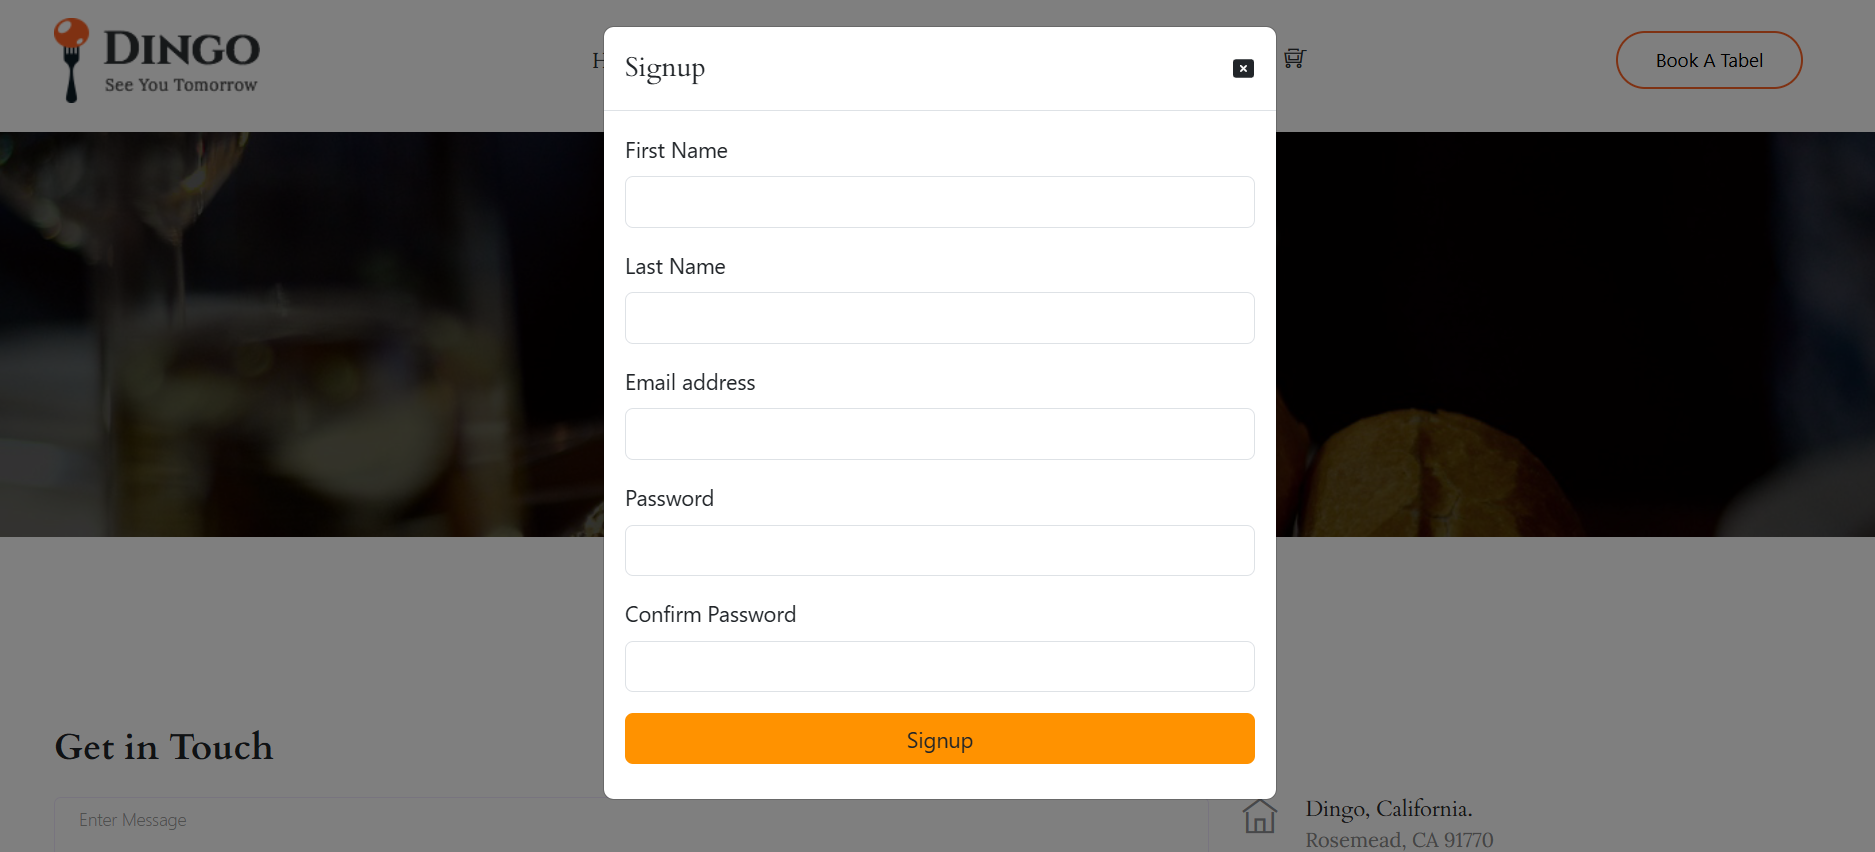 DINGO
See You Tomorrow
H
Book A Tabel
Signup
First Name
Last Name
Email address
Password
Confirm Password
Signup
Get in Touch
Enter Message
Dingo, California.
Rosemead, CA 91770